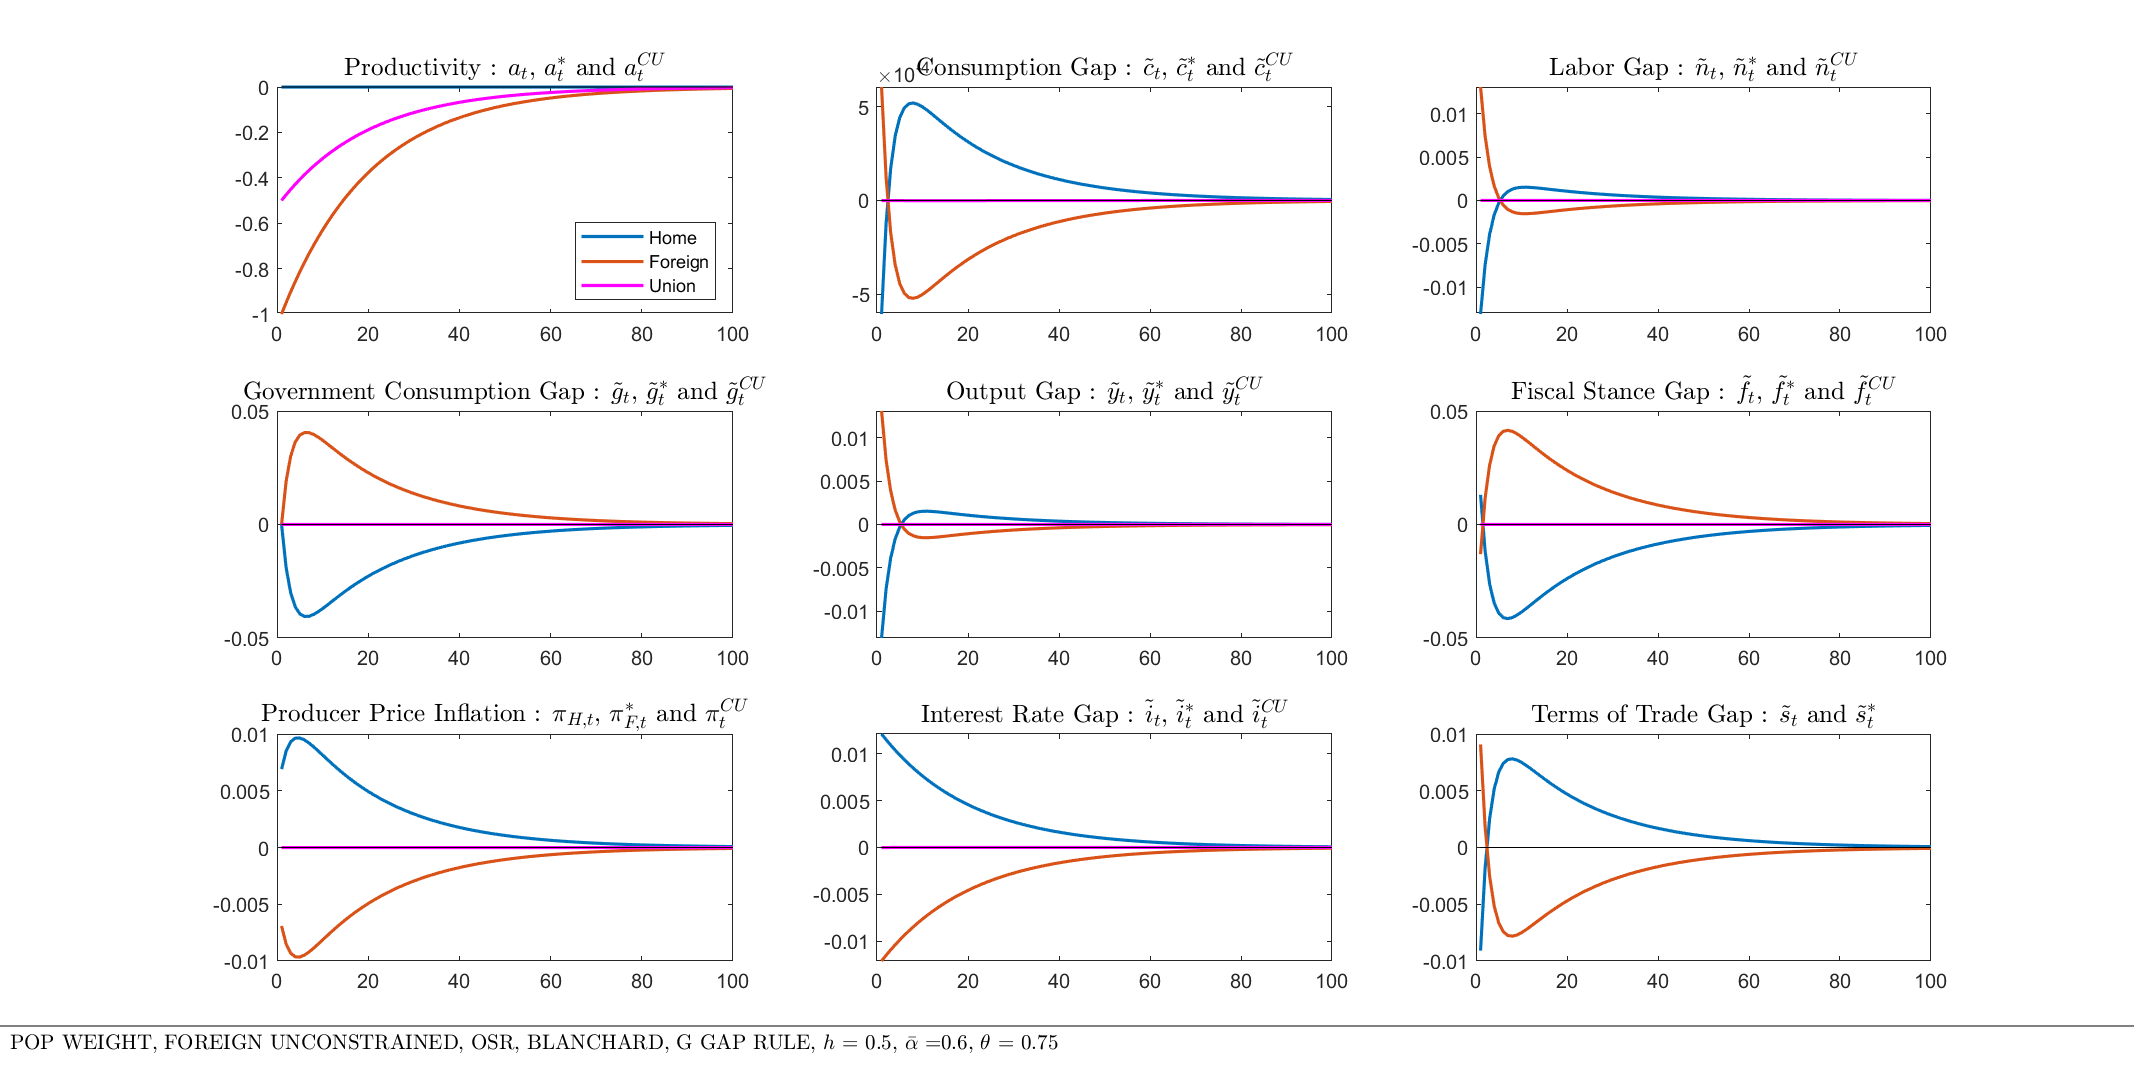 Productivity : a_t, a_t^* and a_t^{CU}
0
-0.2
-0.4
-0.6
-0.8
-1
0 20 40 60 80 100
Home
Foreign
Union
Consumption Gap : c̃_t, c̃_t^* and c̃_t^{CU}
5
0
-5
0 20 40 60 80 100
Labor Gap : ñ_t, ñ_t^* and ñ_t^{CU}
0.01
0.005
0
-0.005
-0.01
0 20 40 60 80 100
Government Consumption Gap : g̃_t, g̃_t^* and g̃_t^{CU}
0.05
0
-0.05
0 20 40 60 80 100
Output Gap : ỹ_t, ỹ_t^* and ỹ_t^{CU}
0.01
0.005
0
-0.005
-0.01
0 20 40 60 80 100
Fiscal Stance Gap : f̃_t, f̃_t^* and f̃_t^{CU}
0.05
0
-0.05
0 20 40 60 80 100
Producer Price Inflation : π_{H,t}, π_{F,t}^* and π_t^{CU}
0.01
0.005
0
-0.005
-0.01
0 20 40 60 80 100
Interest Rate Gap : ĩ_t, ĩ_t^* and ĩ_t^{CU}
0.01
0.005
0
-0.005
-0.01
0 20 40 60 80 100
Terms of Trade Gap : s̃_t and s̃_t^*
0.01
0.005
0
-0.005
-0.01
0 20 40 60 80 100
POP WEIGHT, FOREIGN UNCONSTRAINED, OSR, BLANCHARD, G GAP RULE, h = 0.5, ᾱ =0.6, θ = 0.75